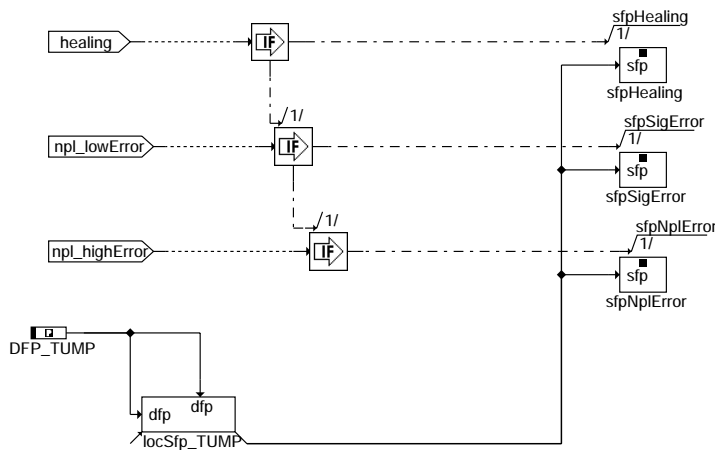 sfpHealing
1/
healing
IF
sfp
sfpHealing
1/
sfpSigError
1/
npl_lowError
IF
sfp
sfpSigError
1/
sfpNplError
1/
npl_highError
IF
sfp
sfpNplError
DFP_TUMP
dfp
dfp
locSfp_TUMP